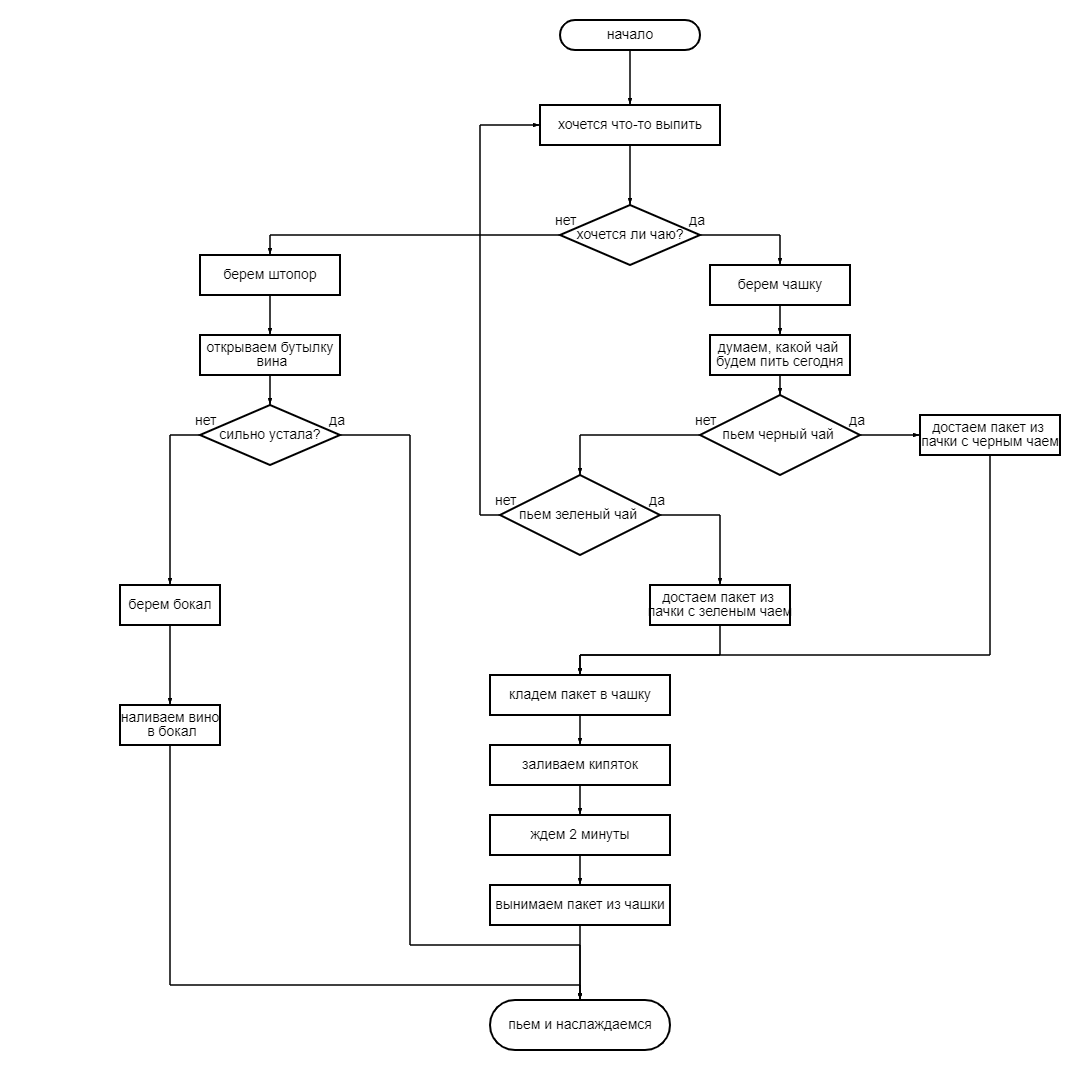 начало
хочется что-то выпить
нет
да
хочется ли чаю?
берем штопор
берем чашку
открываем бутылку
вина
думаем, какой чай
будем пить сегодня
нет
да
сильно устала?
нет
да
пьем черный чай
достаем пакет из
пачки с черным чаем
нет
да
пьем зеленый чай
берем бокал
достаем пакет из
пачки с зеленым чаем
кладем пакет в чашку
наливаем вино
в бокал
заливаем кипяток
ждем 2 минуты
вынимаем пакет из чашки
пьем и наслаждаемся